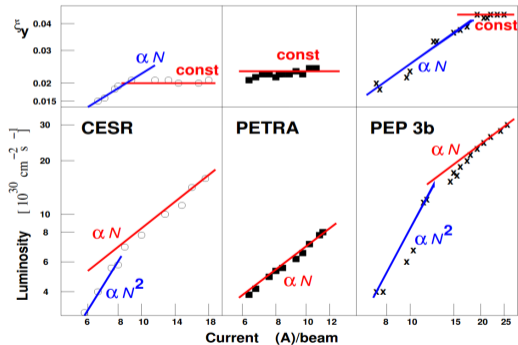 ξy
0.04
0.03
0.02
0.015
α N
const
const
α N
const
CESR
PETRA
PEP 3b
Luminosity [10^30 cm^-2 s^-1]
30
20
10
8
6
4
α N
α N^2
α N
α N
α N^2
6 8 10 14 18
6 8 10 12
8 10 15 20 25
Current (A)/beam